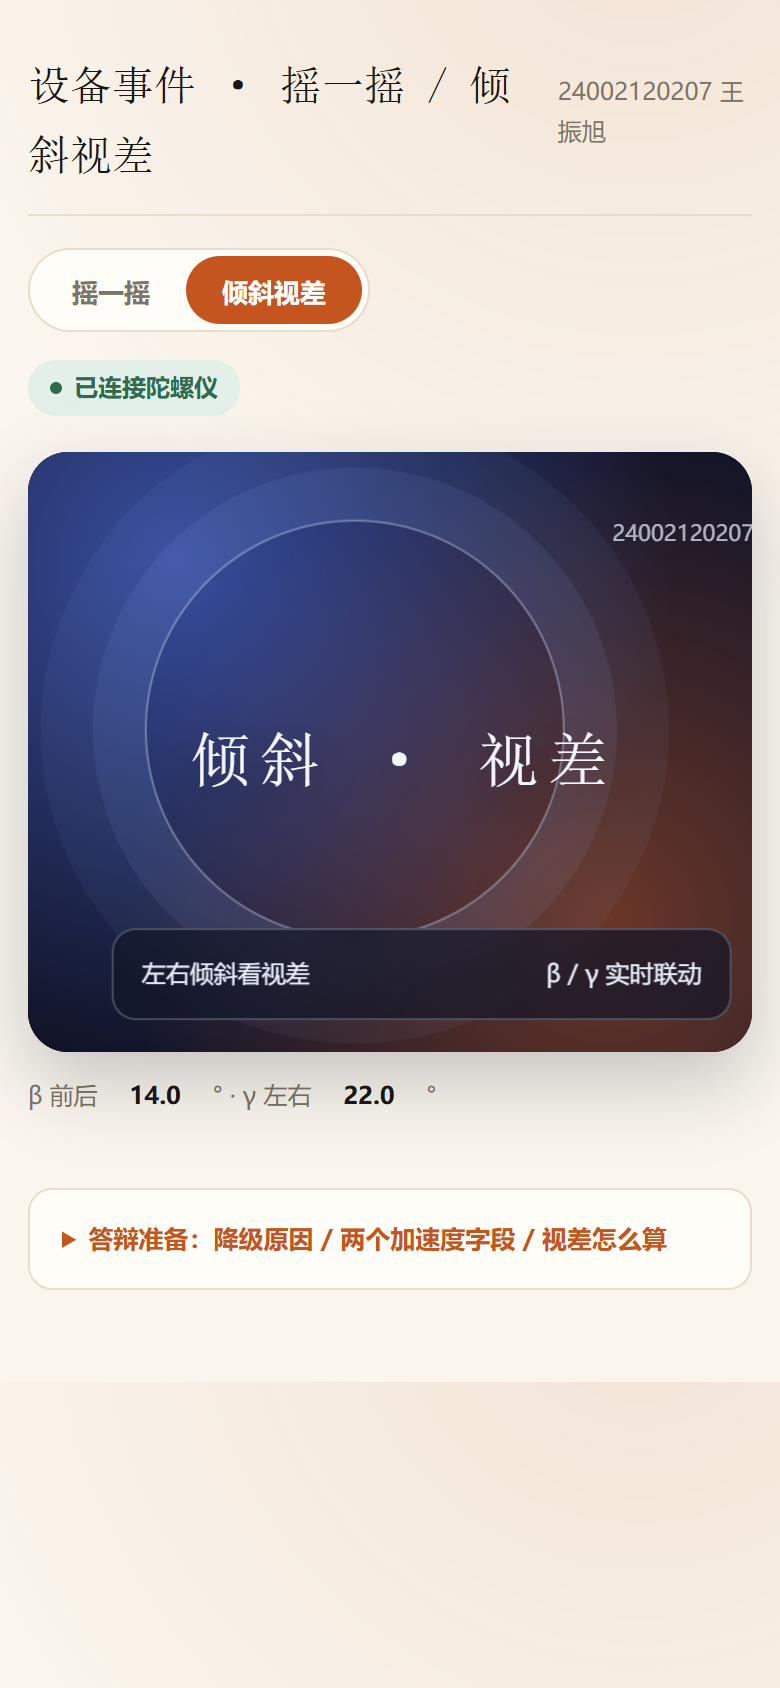 设备事件 · 摇一摇 / 倾
斜视差
24002120207 王
振旭
摇一摇
倾斜视差
已连接陀螺仪
24002120207
倾斜 · 视差
左右倾斜看视差
β / γ 实时联动
β 前后 14.0 ° · γ 左右 22.0 °
答辩准备：降级原因 / 两个加速度字段 / 视差怎么算